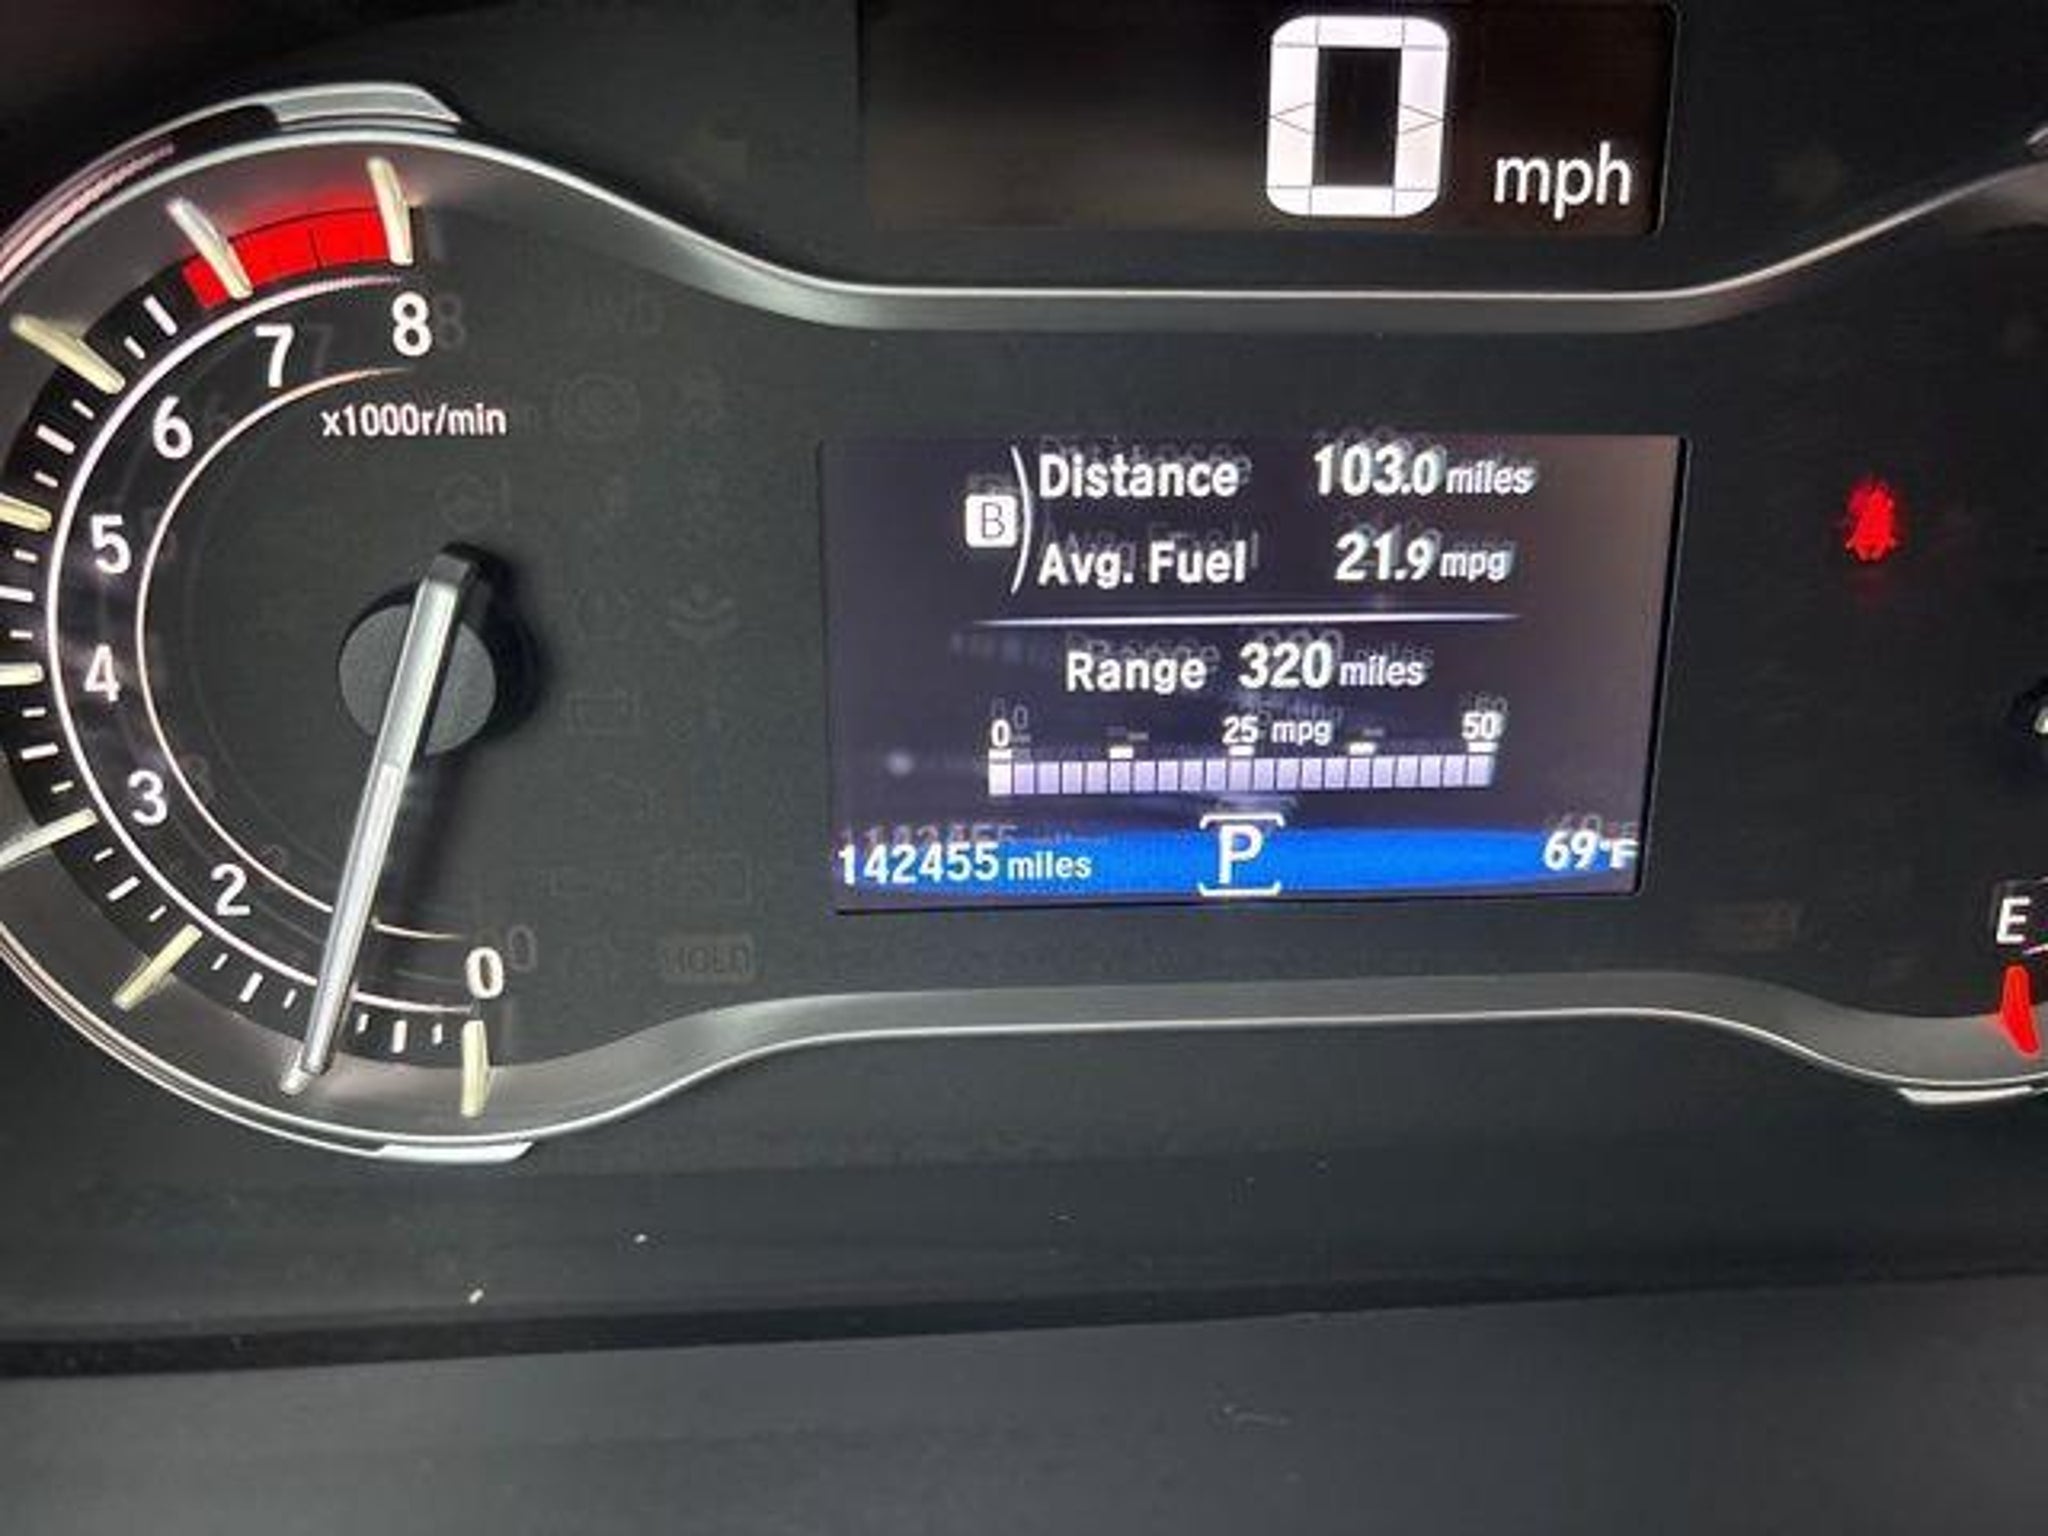 0 mph
8
7
6
x1000r/min
5
4
3
2
0
Distance 103.0 miles
B
Avg. Fuel 21.9 mpg
Range 320 miles
0 25 mpg 50
142455 miles P 69°F
E
HOLD